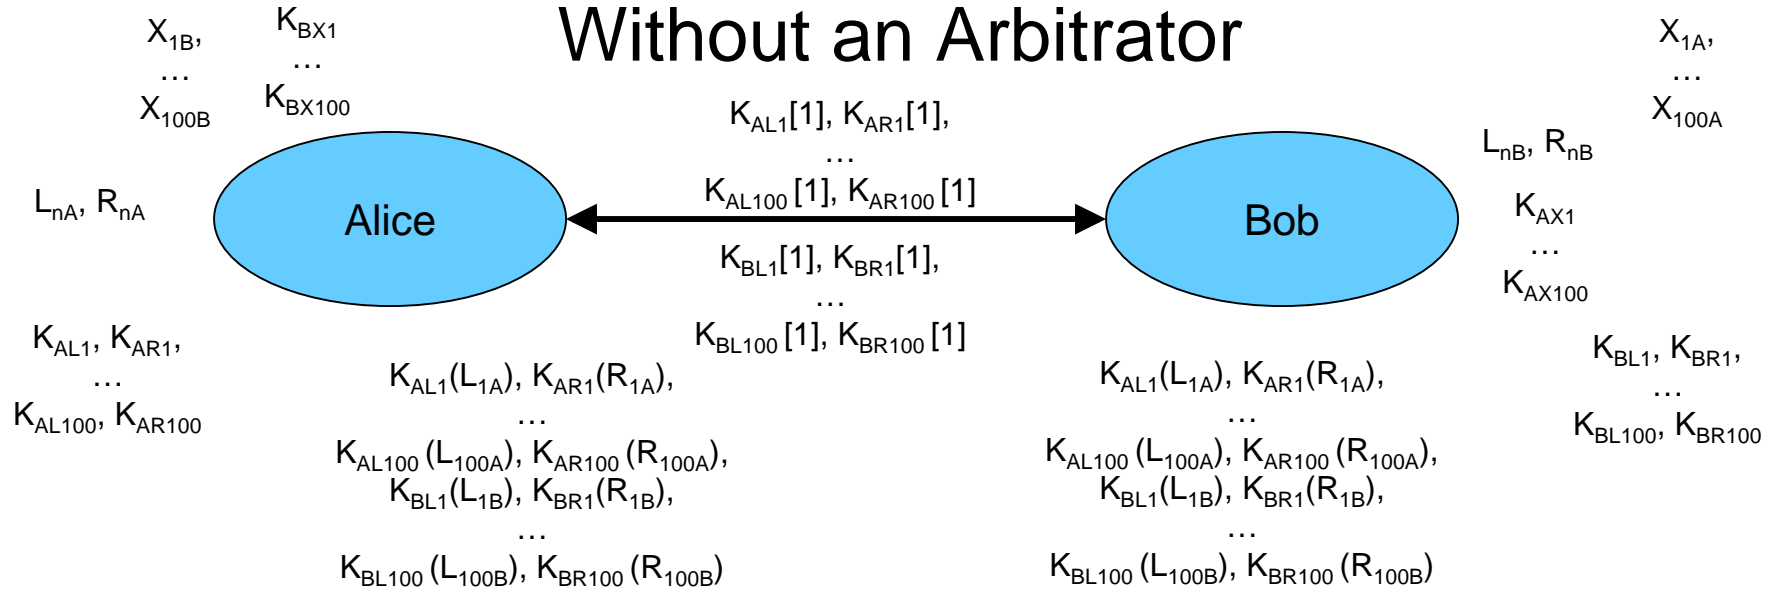 Without an Arbitrator
X1B,
…
X100B
KBX1
…
KBX100
X1A,
…
X100A
KAL1[1], KAR1[1],
…
KAL100 [1], KAR100 [1]
LnA, RnA
Alice
Bob
LnB, RnB
KAX1
…
KAX100
KBL1[1], KBR1[1],
…
KBL100 [1], KBR100 [1]
KAL1, KAR1,
…
KAL100, KAR100
KAL1(L1A), KAR1(R1A),
…
KAL100 (L100A), KAR100 (R100A),
KBL1(L1B), KBR1(R1B),
…
KBL100 (L100B), KBR100 (R100B)
KAL1(L1A), KAR1(R1A),
…
KAL100 (L100A), KAR100 (R100A),
KBL1(L1B), KBR1(R1B),
…
KBL100 (L100B), KBR100 (R100B)
KBL1, KBR1,
…
KBL100, KBR100